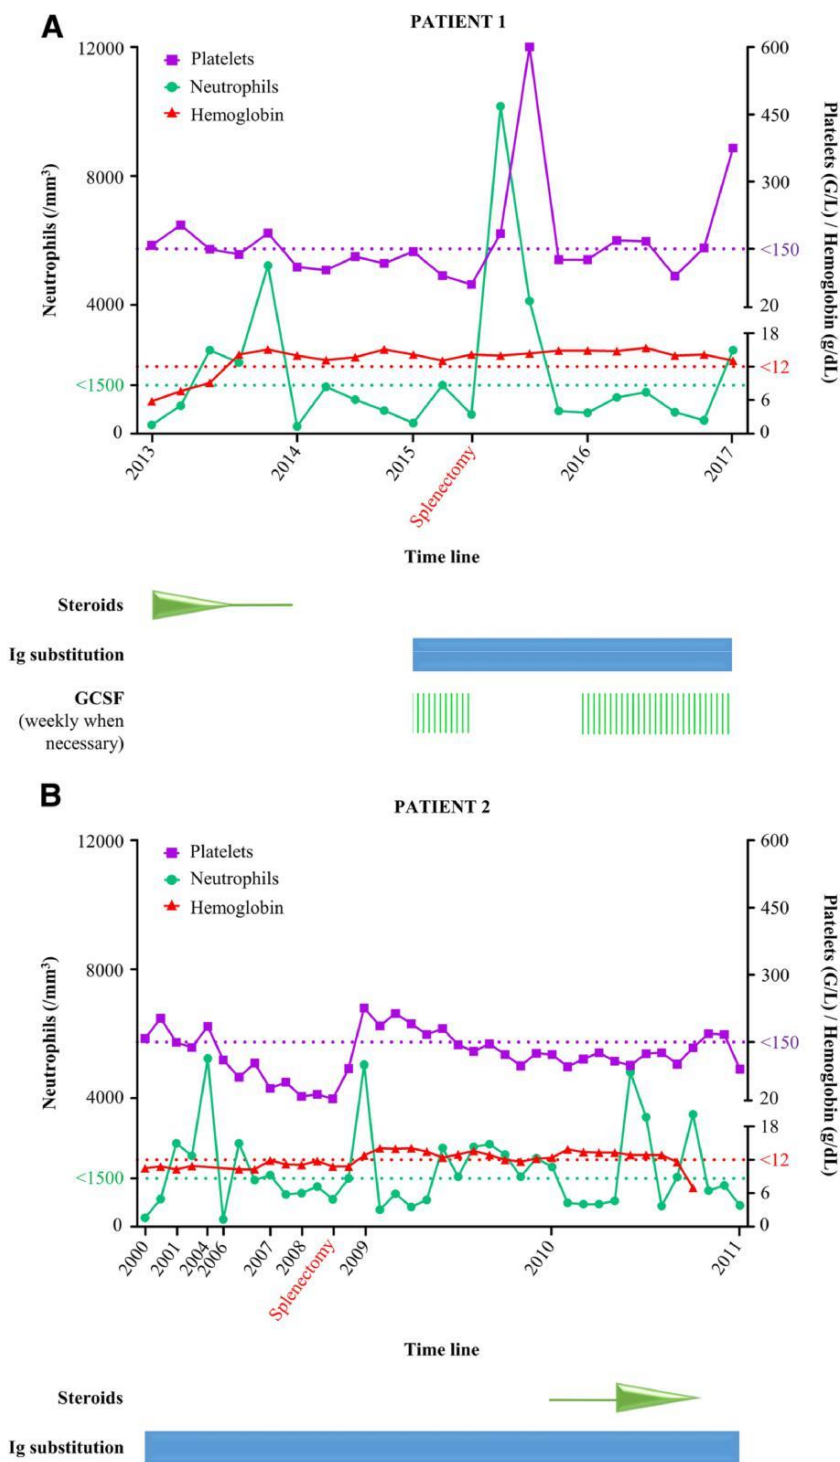 A
PATIENT 1
Platelets
Neutrophils
Hemoglobin
Neutrophils (/mm³)
12000
8000
4000
<1500
0
600
450
300
<150
20
18
<12
6
0
Platelets (G/L) / Hemoglobin (g/dL)
2013
2014
2015
Splenectomy
2016
2017
Time line
Steroids
Ig substitution
GCSF
(weekly when
necessary)
B
PATIENT 2
Platelets
Neutrophils
Hemoglobin
Neutrophils (/mm³)
12000
8000
4000
<1500
0
600
450
300
<150
20
18
<12
6
0
Platelets (G/L) / Hemoglobin (g/dL)
2000
2001
2004
2006
2007
2008
Splenectomy
2009
2010
2011
Time line
Steroids
Ig substitution